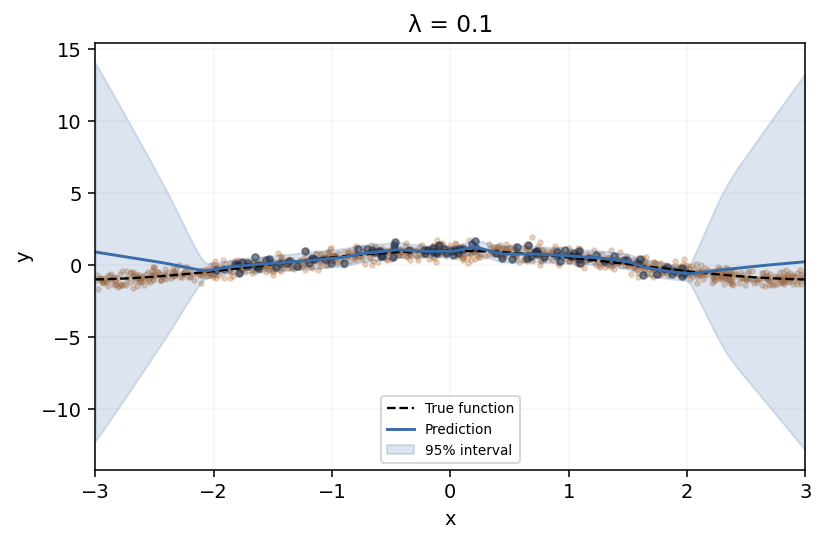 λ = 0.1
15
10
5
0
−5
−10
y
−3
−2
−1
0
1
2
3
x
True function
Prediction
95% interval